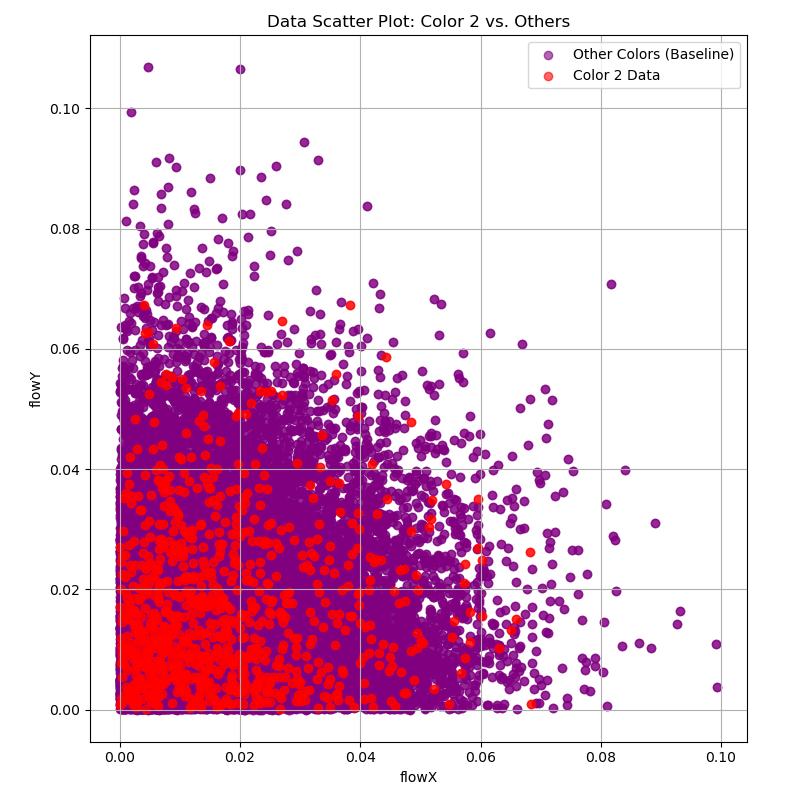 Data Scatter Plot: Color 2 vs. Others
Other Colors (Baseline)
Color 2 Data
flowY
0.10
0.08
0.06
0.04
0.02
0.00
0.00 0.02 0.04 0.06 0.08 0.10
flowX